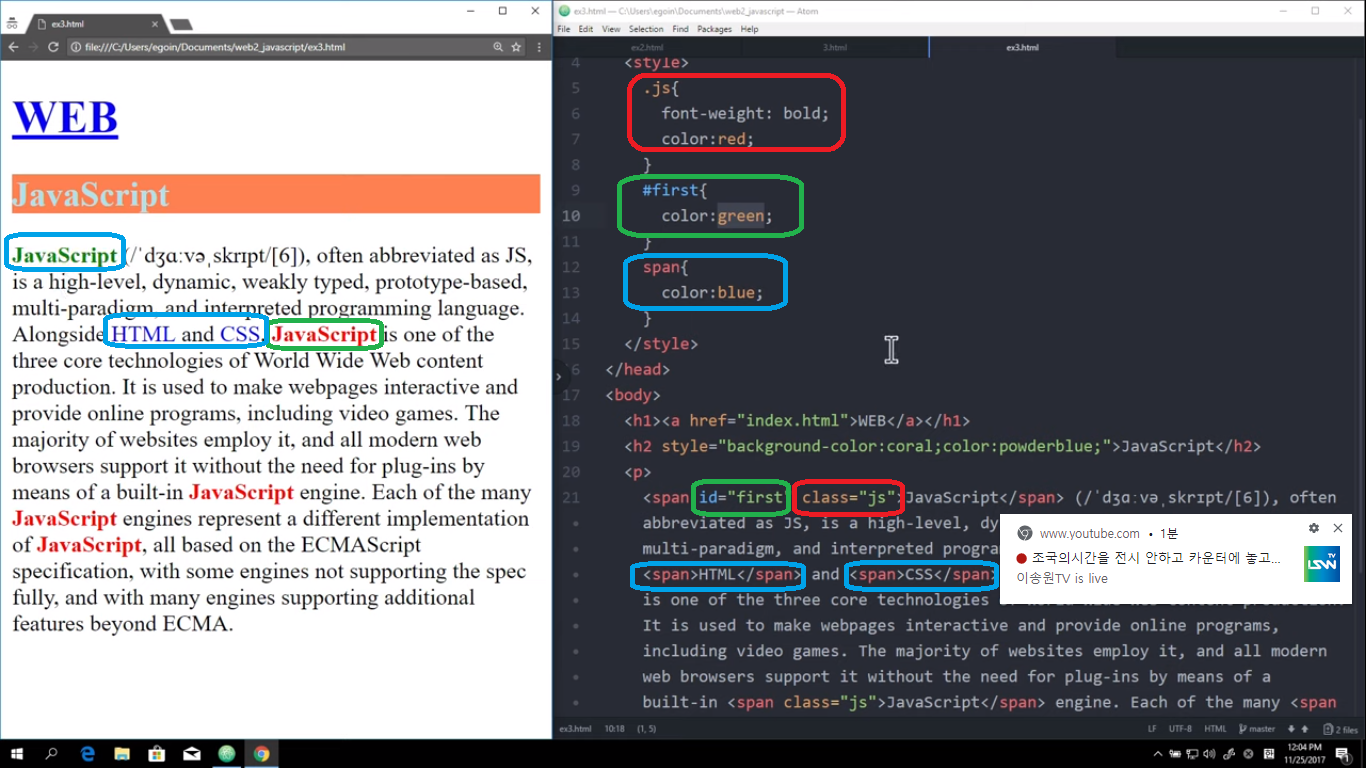 ex3.html
file:///C:/Users/egoin/Documents/web2_javascript/ex3.html
WEB
JavaScript
JavaScript (/ˈdʒɑːvəˌskrɪpt/[6]), often abbreviated as JS,
is a high-level, dynamic, weakly typed, prototype-based,
multi-paradigm, and interpreted programming language.
Alongside HTML and CSS, JavaScript is one of the
three core technologies of World Wide Web content
production. It is used to make webpages interactive and
provide online programs, including video games. The
majority of websites employ it, and all modern web
browsers support it without the need for plug-ins by
means of a built-in JavaScript engine. Each of the many
JavaScript engines represent a different implementation
of JavaScript, all based on the ECMAScript
specification, with some engines not supporting the spec
fully, and with many engines supporting additional
features beyond ECMA.
ex3.html — C:\Users\egoin\Documents\web2_javascript — Atom
File Edit View Selection Find Packages Help
ex2.html 3.html ex3.html
4 <style>
5 .js{
6 font-weight: bold;
7 color:red;
8 }
9 #first{
10 color:green;
11 }
12 span{
13 color:blue;
14 }
15 </style>
16 </head>
17 <body>
18 <h1><a href="index.html">WEB</a></h1>
19 <h2 style="background-color:coral;color:powderblue;">JavaScript</h2>
20 <p>
21 <span id="first" class="js">JavaScript</span> (/ˈdʒɑːvəˌskrɪpt/[6]), often
abbreviated as JS, is a high-level,
multi-paradigm, and interpreted
<span>HTML</span> and <span>CSS</span>
is one of the three core technologies
It is used to make webpages interactive and provide online programs,
including video games. The majority of websites employ it, and all modern
web browsers support it without the need for plug-ins by means of a
built-in <span class="js">JavaScript</span> engine. Each of the many <span
www.youtube.com • 1분
조국의시간을 전시 안하고 카운터에 놓고...
이송원TV is live
LSVN TV
ex3.html 10:18 (1, 5) LF UTF-8 HTML master 2 files
12:04 PM
11/25/2017